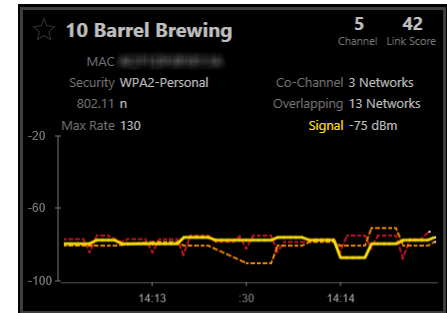 10 Barrel Brewing 5 42
Channel Link Score
MAC
Security WPA2-Personal Co-Channel 3 Networks
802.11 n Overlapping 13 Networks
Max Rate 130 Signal -75 dBm
-20
-60
-100
14:13 :30 14:14